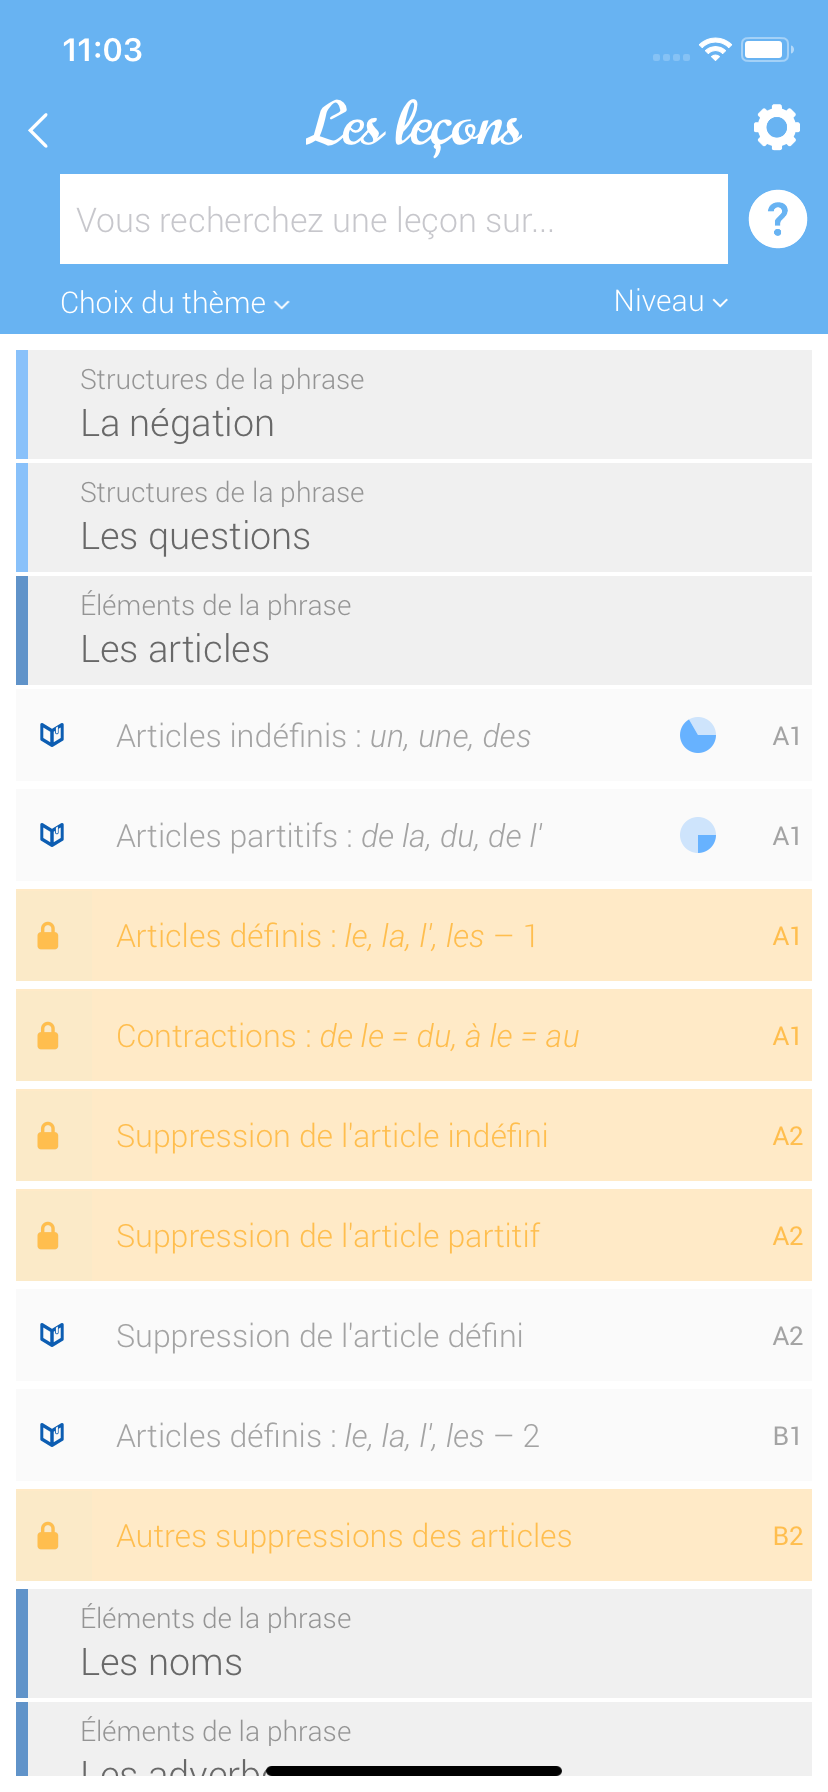 11:03
Les leçons
Vous recherchez une leçon sur...
?
Choix du thème
Niveau
Structures de la phrase
La négation
Structures de la phrase
Les questions
Éléments de la phrase
Les articles
Articles indéfinis : un, une, des A1
Articles partitifs : de la, du, de l' A1
Articles définis : le, la, l', les – 1 A1
Contractions : de le = du, à le = au A1
Suppression de l'article indéfini A2
Suppression de l'article partitif A2
Suppression de l'article défini A2
Articles définis : le, la, l', les – 2 B1
Autres suppressions des articles B2
Éléments de la phrase
Les noms
Éléments de la phrase
Les